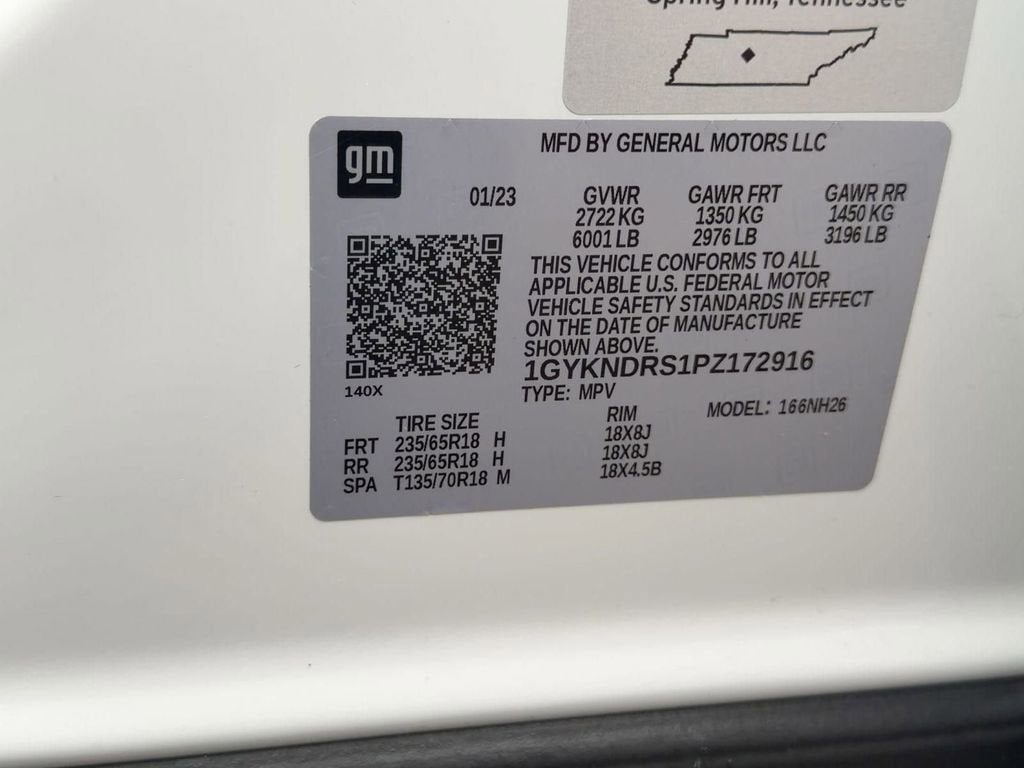 Spring Hill, Tennessee
gm
MFD BY GENERAL MOTORS LLC
01/23 GVWR GAWR FRT GAWR RR
2722 KG 1350 KG 1450 KG
6001 LB 2976 LB 3196 LB
THIS VEHICLE CONFORMS TO ALL
APPLICABLE U.S. FEDERAL MOTOR
VEHICLE SAFETY STANDARDS IN EFFECT
ON THE DATE OF MANUFACTURE
SHOWN ABOVE.
1GYKNDRS1PZ172916
140X
TYPE: MPV
MODEL: 166NH26
TIRE SIZE RIM
FRT 235/65R18 H 18X8J
RR 235/65R18 H 18X8J
SPA T135/70R18 M 18X4.5B